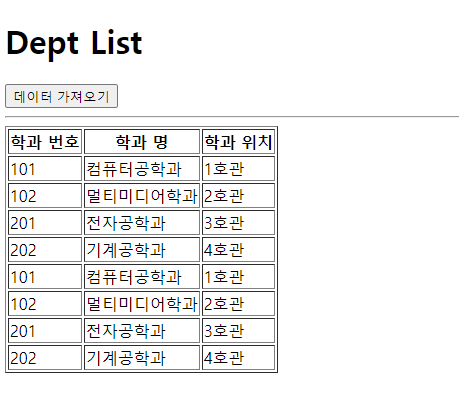 Dept List
데이터 가져오기
학과 번호 학과 명 학과 위치
101 컴퓨터공학과 1호관
102 멀티미디어학과 2호관
201 전자공학과 3호관
202 기계공학과 4호관
101 컴퓨터공학과 1호관
102 멀티미디어학과 2호관
201 전자공학과 3호관
202 기계공학과 4호관